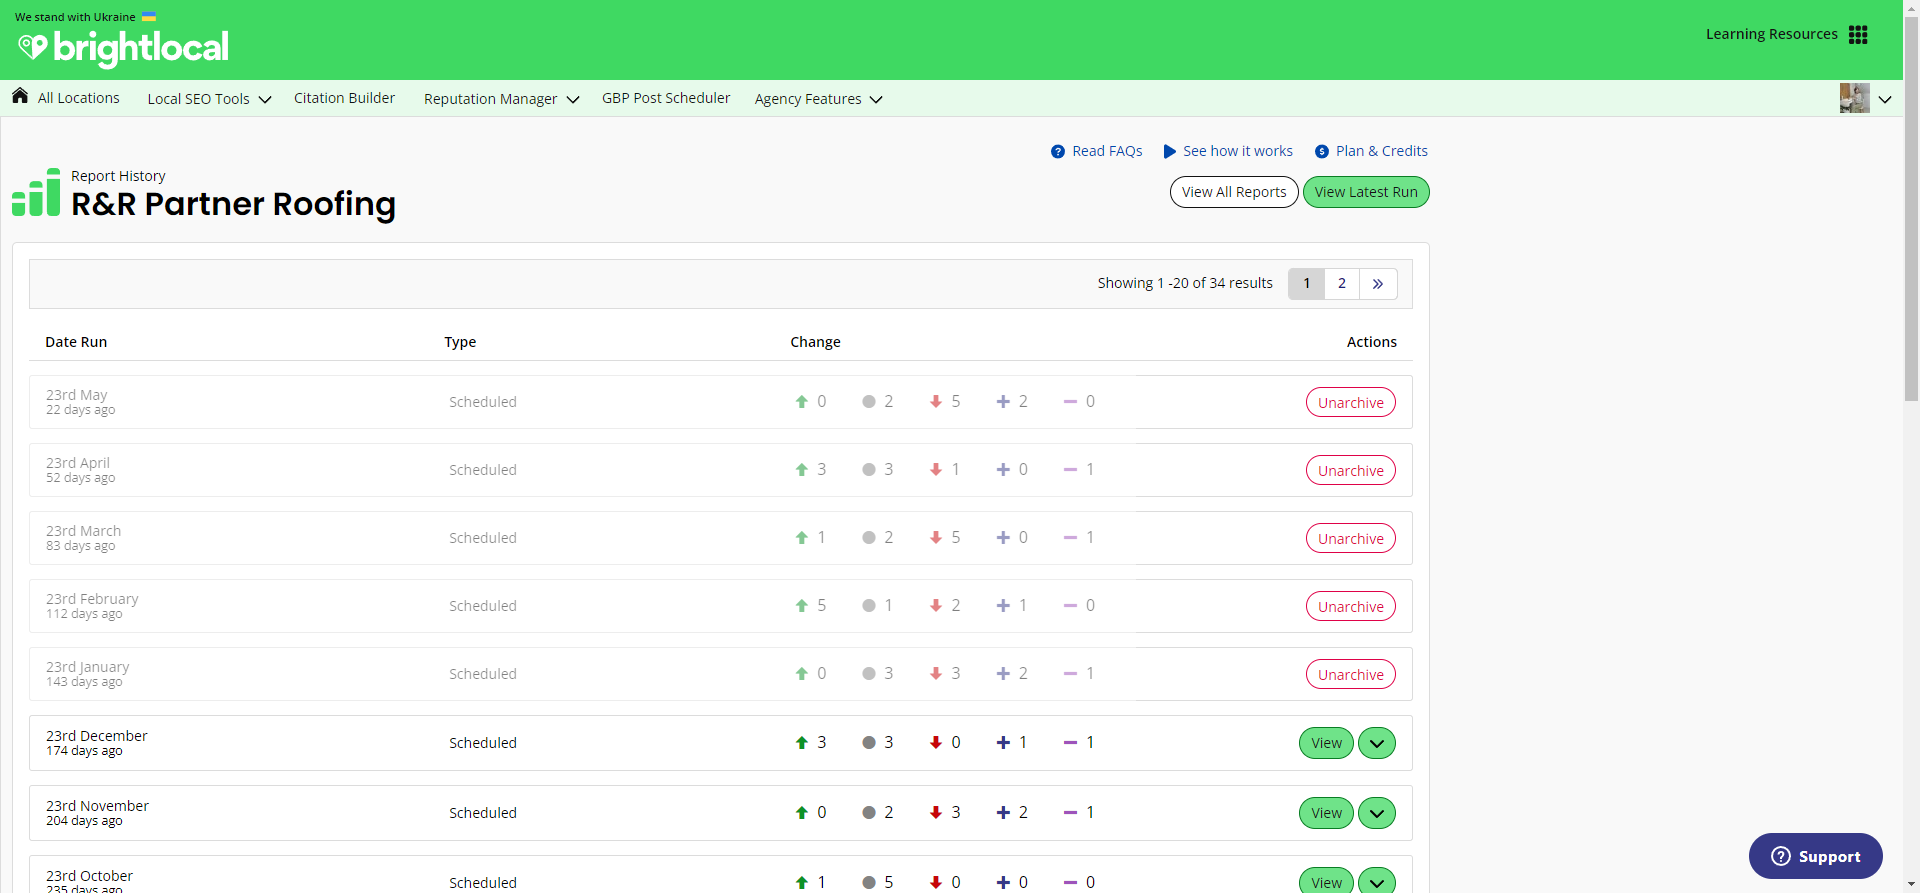 We stand with Ukraine
brightlocal
Learning Resources
All Locations Local SEO Tools Citation Builder Reputation Manager GBP Post Scheduler Agency Features
Read FAQs See how it works Plan & Credits
Report History
R&R Partner Roofing
View All Reports View Latest Run
Showing 1 -20 of 34 results 1 2 »
Date Run Type Change Actions
23rd May
22 days ago
Scheduled 0 2 5 2 0 Unarchive
23rd April
52 days ago
Scheduled 3 3 1 0 1 Unarchive
23rd March
83 days ago
Scheduled 1 2 5 0 1 Unarchive
23rd February
112 days ago
Scheduled 5 1 2 1 0 Unarchive
23rd January
143 days ago
Scheduled 0 3 3 2 1 Unarchive
23rd December
174 days ago
Scheduled 3 3 0 1 1 View
23rd November
204 days ago
Scheduled 0 2 3 2 1 View
23rd October
235 days ago
Scheduled 1 5 0 0 0 View
Support